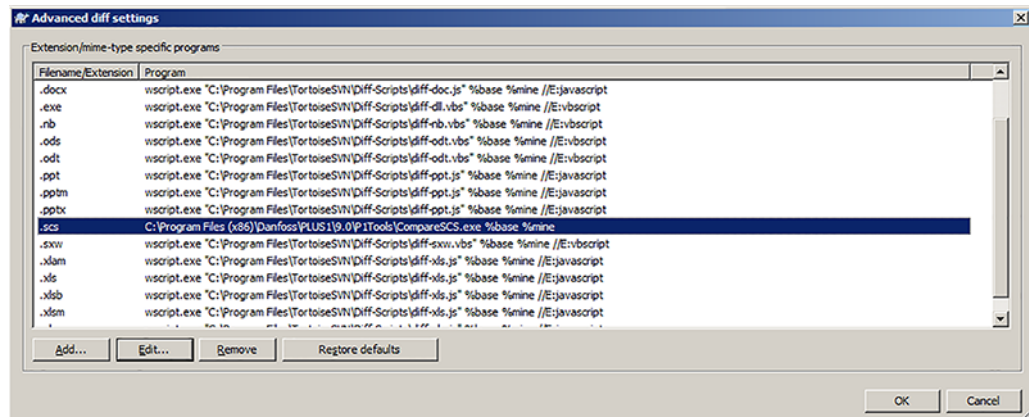 Advanced diff settings
Extension/mime-type specific programs
Filename/Extension Program
.docx wscript.exe "C:\Program Files\TortoiseSVN\Diff-Scripts\diff-doc.js" %base %mine //E:javascript
.exe wscript.exe "C:\Program Files\TortoiseSVN\Diff-Scripts\diff-dll.vbs" %base %mine //E:vbscript
.nb wscript.exe "C:\Program Files\TortoiseSVN\Diff-Scripts\diff-nb.vbs" %base %mine //E:vbscript
.ods wscript.exe "C:\Program Files\TortoiseSVN\Diff-Scripts\diff-odt.vbs" %base %mine //E:vbscript
.odt wscript.exe "C:\Program Files\TortoiseSVN\Diff-Scripts\diff-odt.vbs" %base %mine //E:vbscript
.ppt wscript.exe "C:\Program Files\TortoiseSVN\Diff-Scripts\diff-ppt.js" %base %mine //E:javascript
.pptm wscript.exe "C:\Program Files\TortoiseSVN\Diff-Scripts\diff-ppt.js" %base %mine //E:javascript
.pptx wscript.exe "C:\Program Files\TortoiseSVN\Diff-Scripts\diff-ppt.js" %base %mine //E:javascript
.scs C:\Program Files (x86)\Danfoss\PLUS1\9.0\P1Tools\CompareSCS.exe %base %mine
.sxw wscript.exe "C:\Program Files\TortoiseSVN\Diff-Scripts\diff-sxw.vbs" %base %mine //E:vbscript
.xlam wscript.exe "C:\Program Files\TortoiseSVN\Diff-Scripts\diff-xls.js" %base %mine //E:javascript
.xls wscript.exe "C:\Program Files\TortoiseSVN\Diff-Scripts\diff-xls.js" %base %mine //E:javascript
.xlsb wscript.exe "C:\Program Files\TortoiseSVN\Diff-Scripts\diff-xls.js" %base %mine //E:javascript
.xlsm wscript.exe "C:\Program Files\TortoiseSVN\Diff-Scripts\diff-xls.js" %base %mine //E:javascript
Add... Edit... Remove Restore defaults
OK Cancel